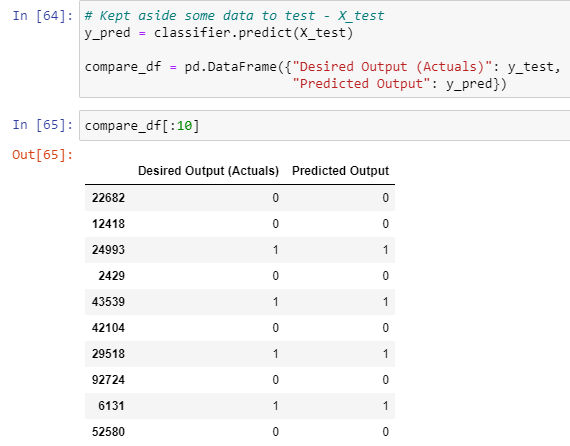 In [64]: # Kept aside some data to test - X_test
y_pred = classifier.predict(X_test)
compare_df = pd.DataFrame({"Desired Output (Actuals)": y_test,
"Predicted Output": y_pred})
In [65]: compare_df[:10]
Out[65]:
Desired Output (Actuals) Predicted Output
22682 0 0
12418 0 0
24993 1 1
2429 0 0
43539 1 1
42104 0 0
29518 1 1
92724 0 0
6131 1 1
52580 0 0